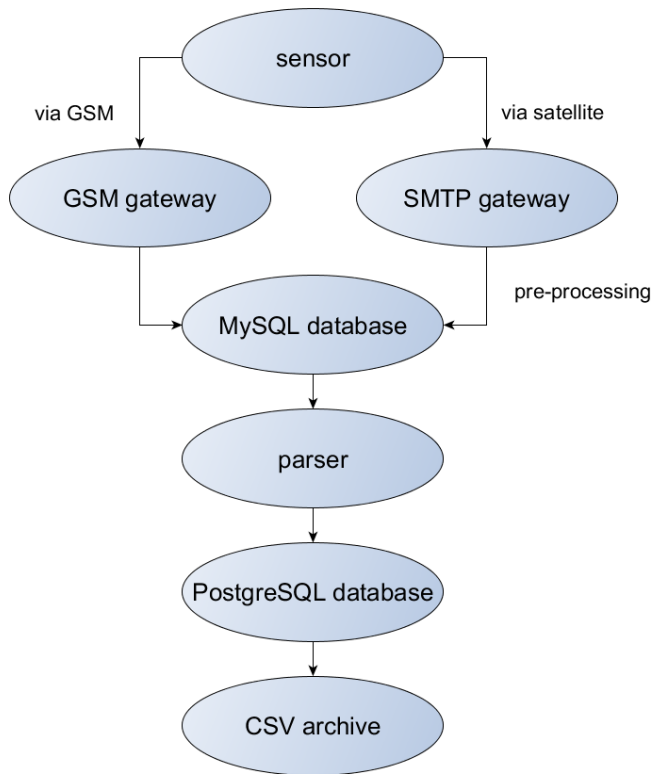 sensor
via GSM
via satellite
GSM gateway
SMTP gateway
pre-processing
MySQL database
parser
PostgreSQL database
CSV archive